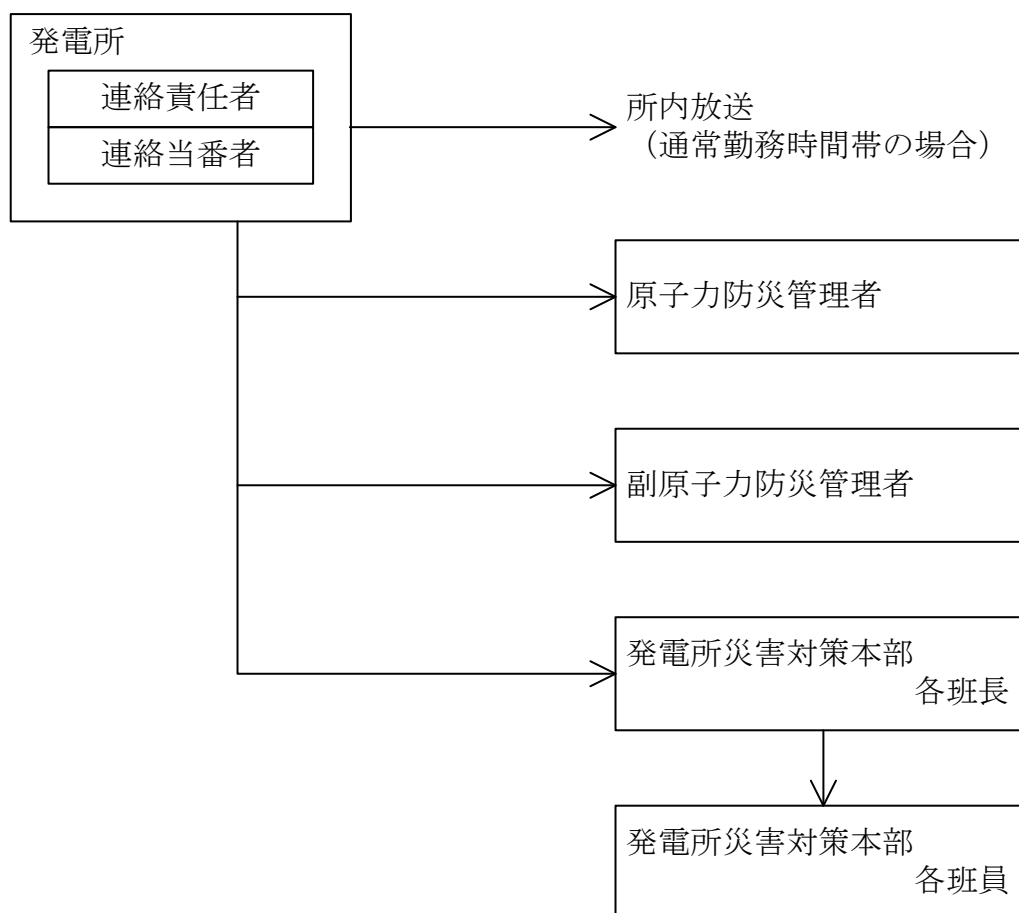 発電所
連絡責任者
連絡当番者
所内放送
（通常勤務時間帯の場合）
原子力防災管理者
副原子力防災管理者
発電所災害対策本部
各班長
発電所災害対策本部
各班員